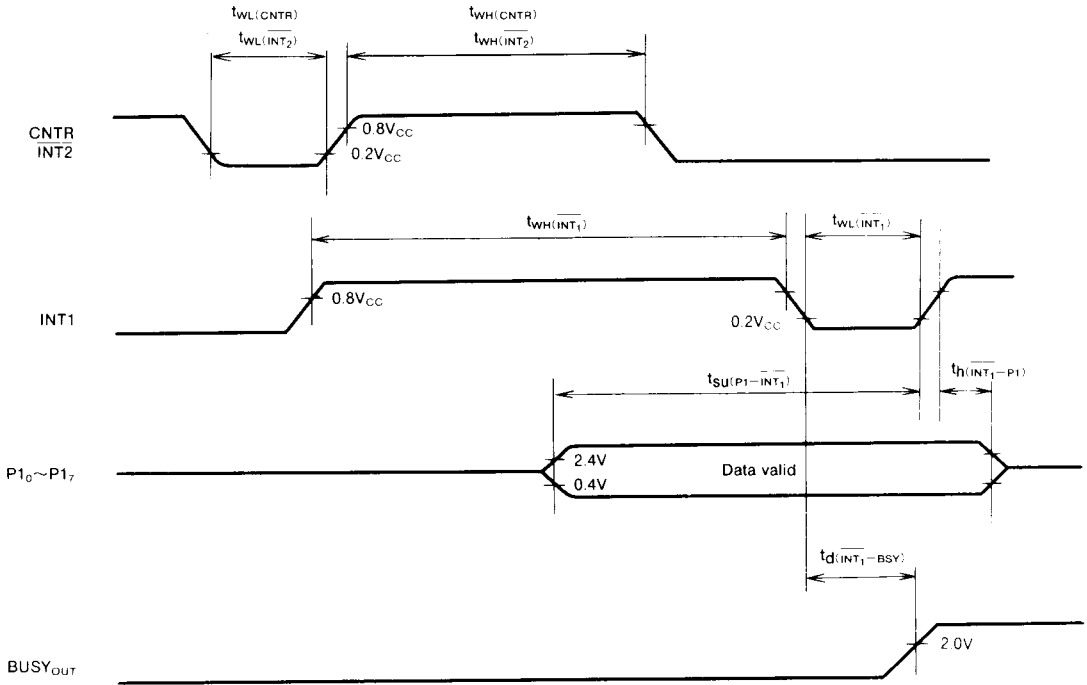 tWL(CNTR)
tWL(INT2)
tWH(CNTR)
tWH(INT2)
CNTR
INT2
0.8VCC
0.2VCC
tWH(INT1)
tWL(INT1)
INT1
0.8VCC
0.2VCC
tsu(P1-INT1)
th(INT1-P1)
P10~P17
2.4V
0.4V
Data valid
td(INT1-BSY)
BUSYOUT
2.0V